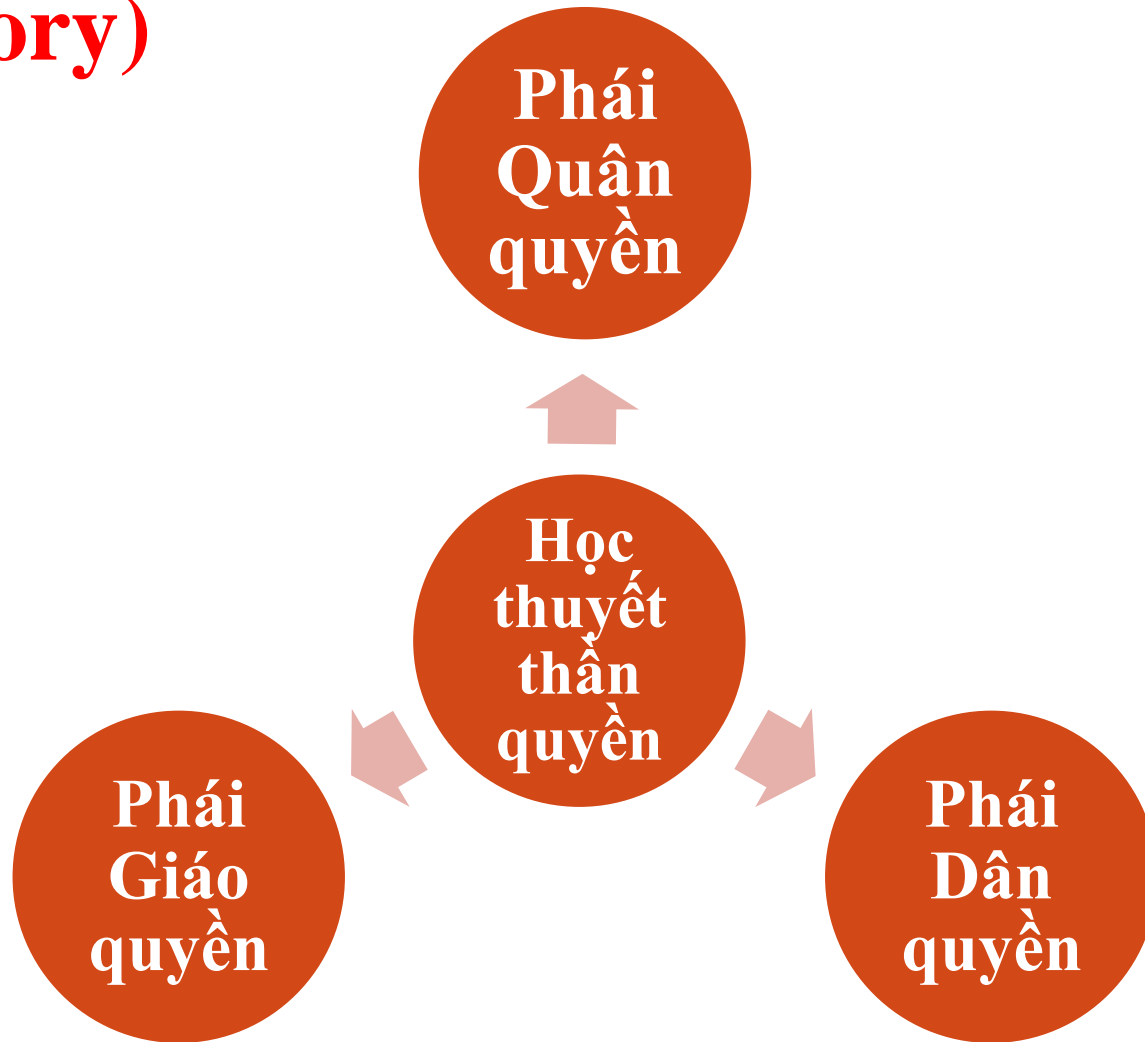 ory)
Phái
Quân
quyền
Học
thuyết
thần
quyền
Phái
Giáo
quyền
Phái
Dân
quyền